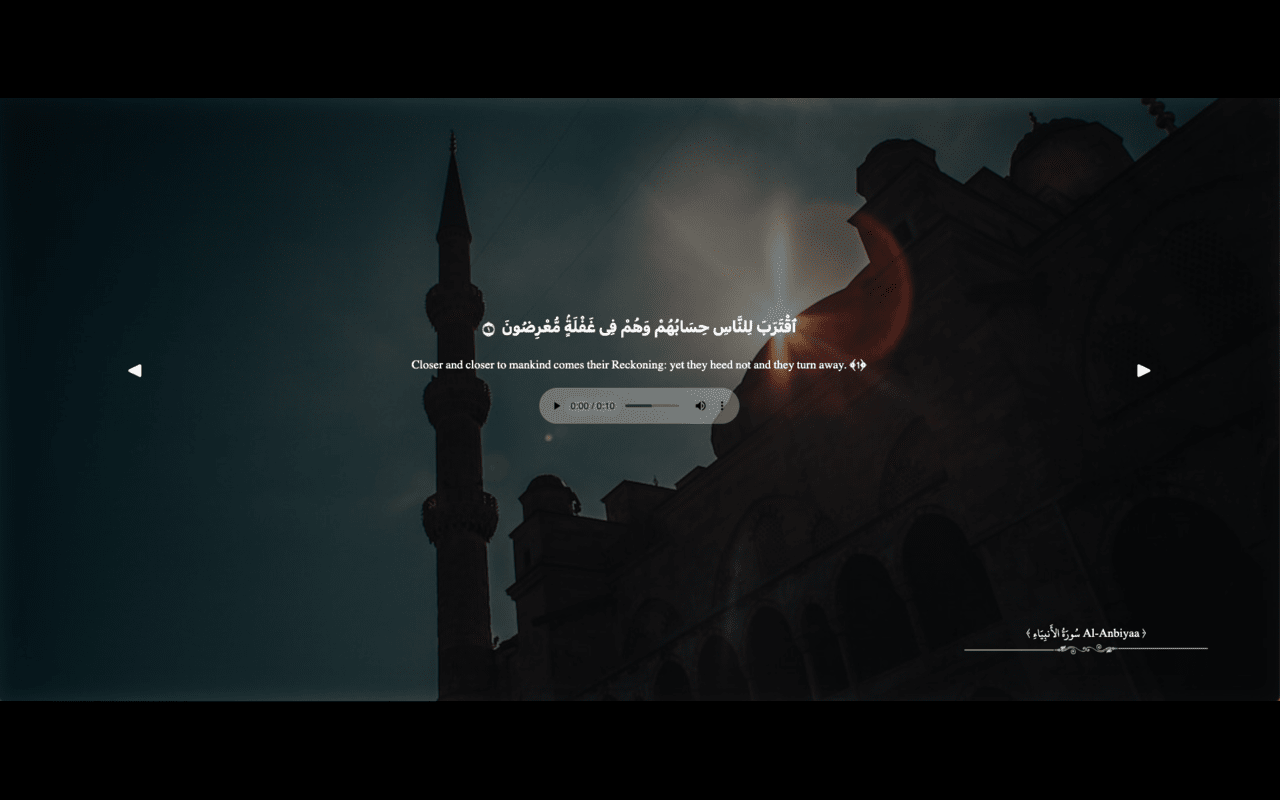 ٱقْتَرَبَ لِلنَّاسِ حِسَابُهُمْ وَهُمْ فِى غَفْلَةٍۢ مُّعْرِضُونَ ١
Closer and closer to mankind comes their Reckoning: yet they heed not and they turn away. ﴾1﴿
0:00 / 0:10
﴾ سُورَةُ الأَنبِيَاءِ Al-Anbiyaa ﴿